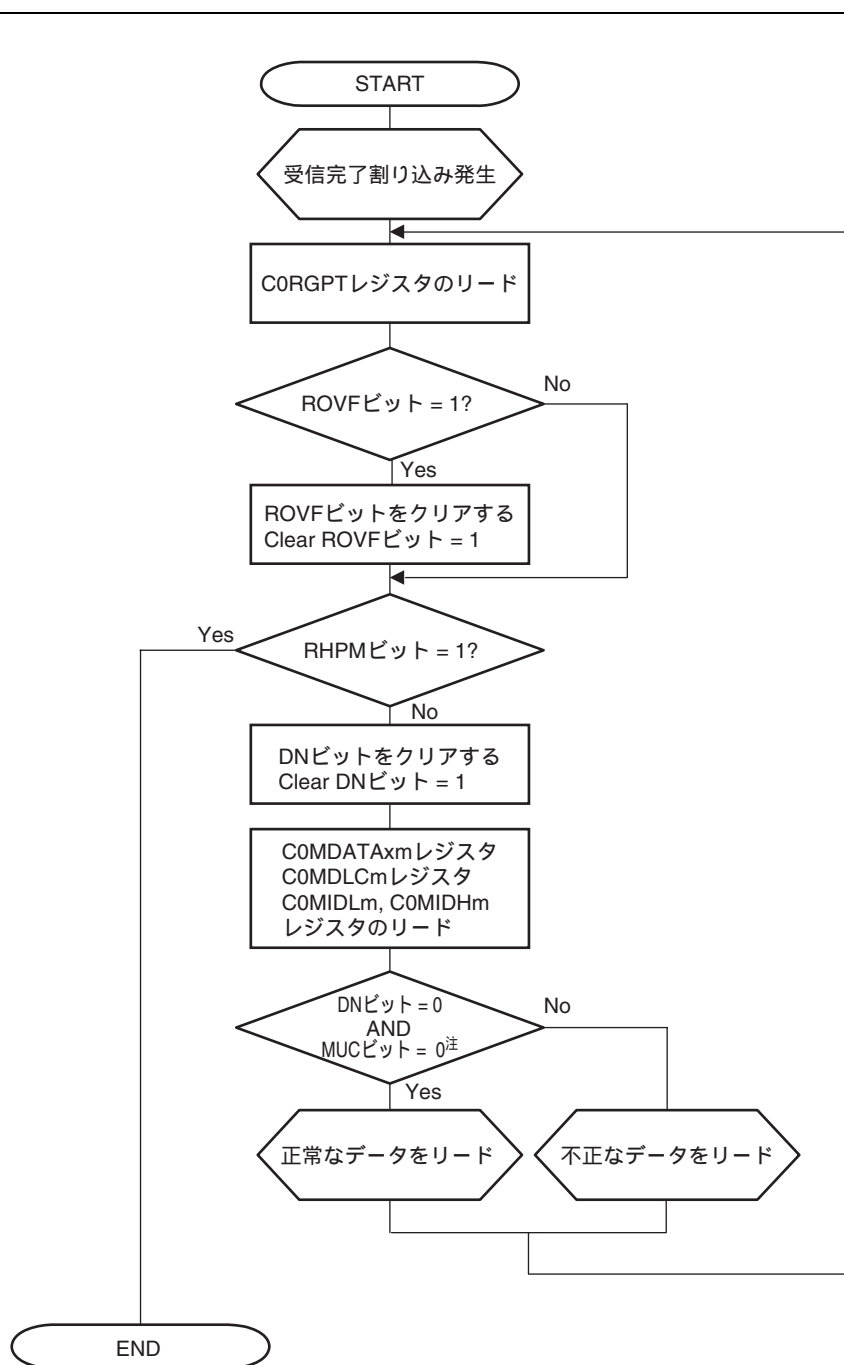 START
受信完了割り込み発生
C0RGPTレジスタのリード
ROVFビット = 1?
No
Yes
ROVFビットをクリアする
Clear ROVFビット = 1
Yes
RHPMビット = 1?
No
DNビットをクリアする
Clear DNビット = 1
C0MDATAxmレジスタ
C0MDLCmレジスタ
C0MIDLm, C0MIDHm
レジスタのリード
DNビット = 0
AND
MUCビット = 0注
No
Yes
正常なデータをリード
不正なデータをリード
END